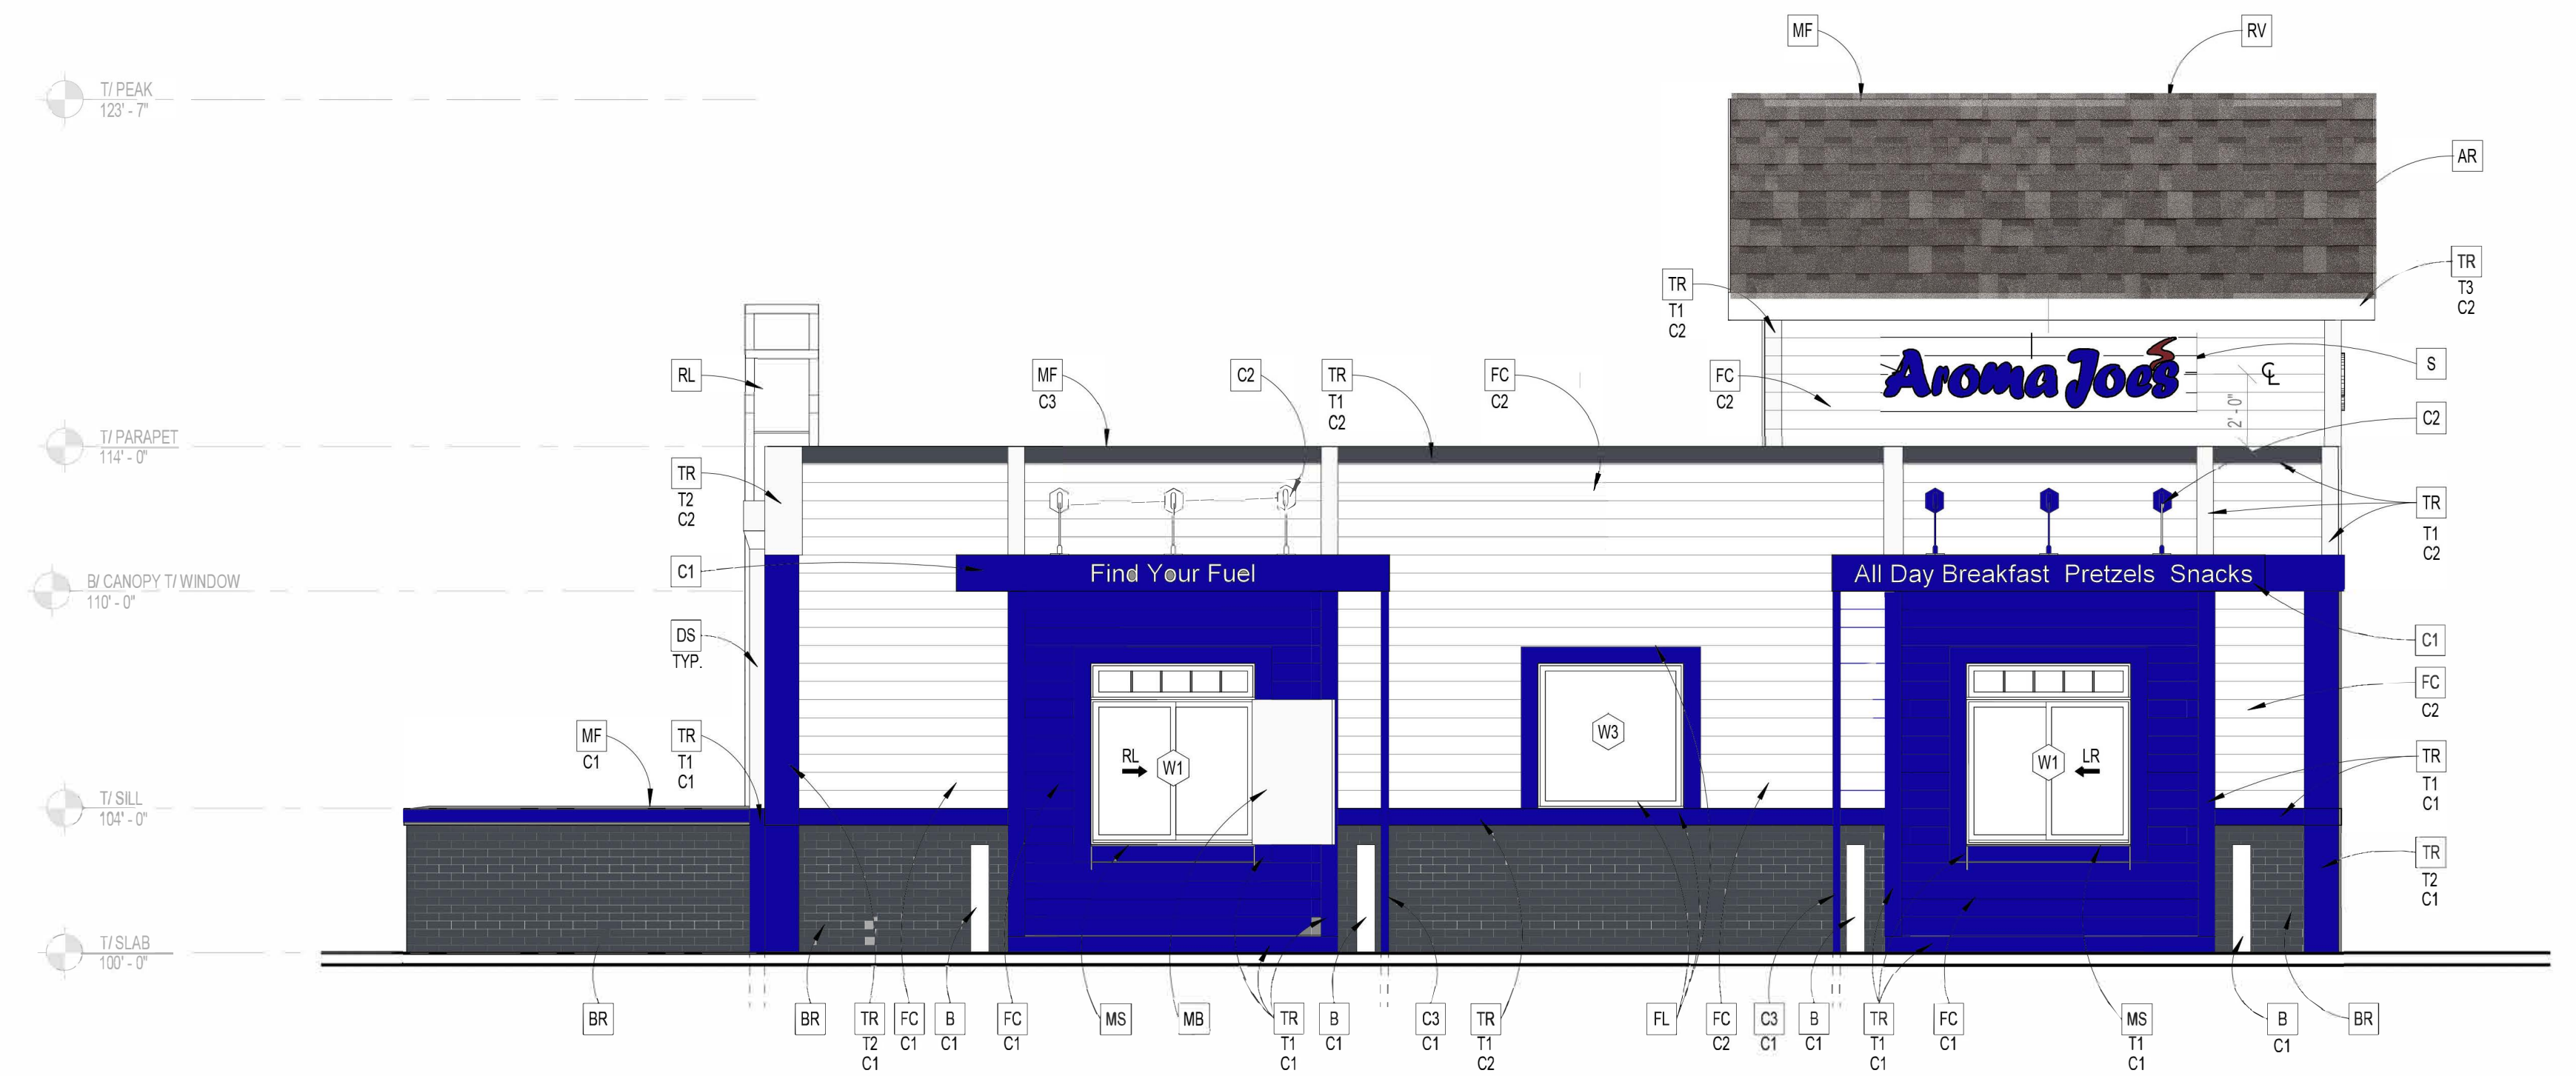 MF
RV
T/ PEAK
123' - 7"
AR
TR
T3
C2
TR
T1
C2
Aroma Joe's
S
RL
MF
C3
C2
TR
T1
C2
FC
C2
FC
C2
CL
2' - 0"
C2
T/ PARAPET
114' - 0"
TR
T2
C2
TR
T1
C2
C1
Find Your Fuel
All Day Breakfast Pretzels Snacks
B/ CANOPY T/ WINDOW
110' - 0"
DS
TYP.
C1
FC
C2
MF
C1
TR
T1
C1
RL
W1
W3
W1
LR
TR
T1
C1
T/ SILL
104' - 0"
TR
T2
C1
T/ SLAB
100' - 0"
BR
BR
TR
T2
C1
FC
C1
B
C1
FC
C1
MS
MB
TR
T1
C1
B
C1
C3
C1
TR
T1
C2
FL
FC
C2
C3
C1
B
C1
TR
T1
C1
FC
C1
MS
T1
C1
B
C1
BR